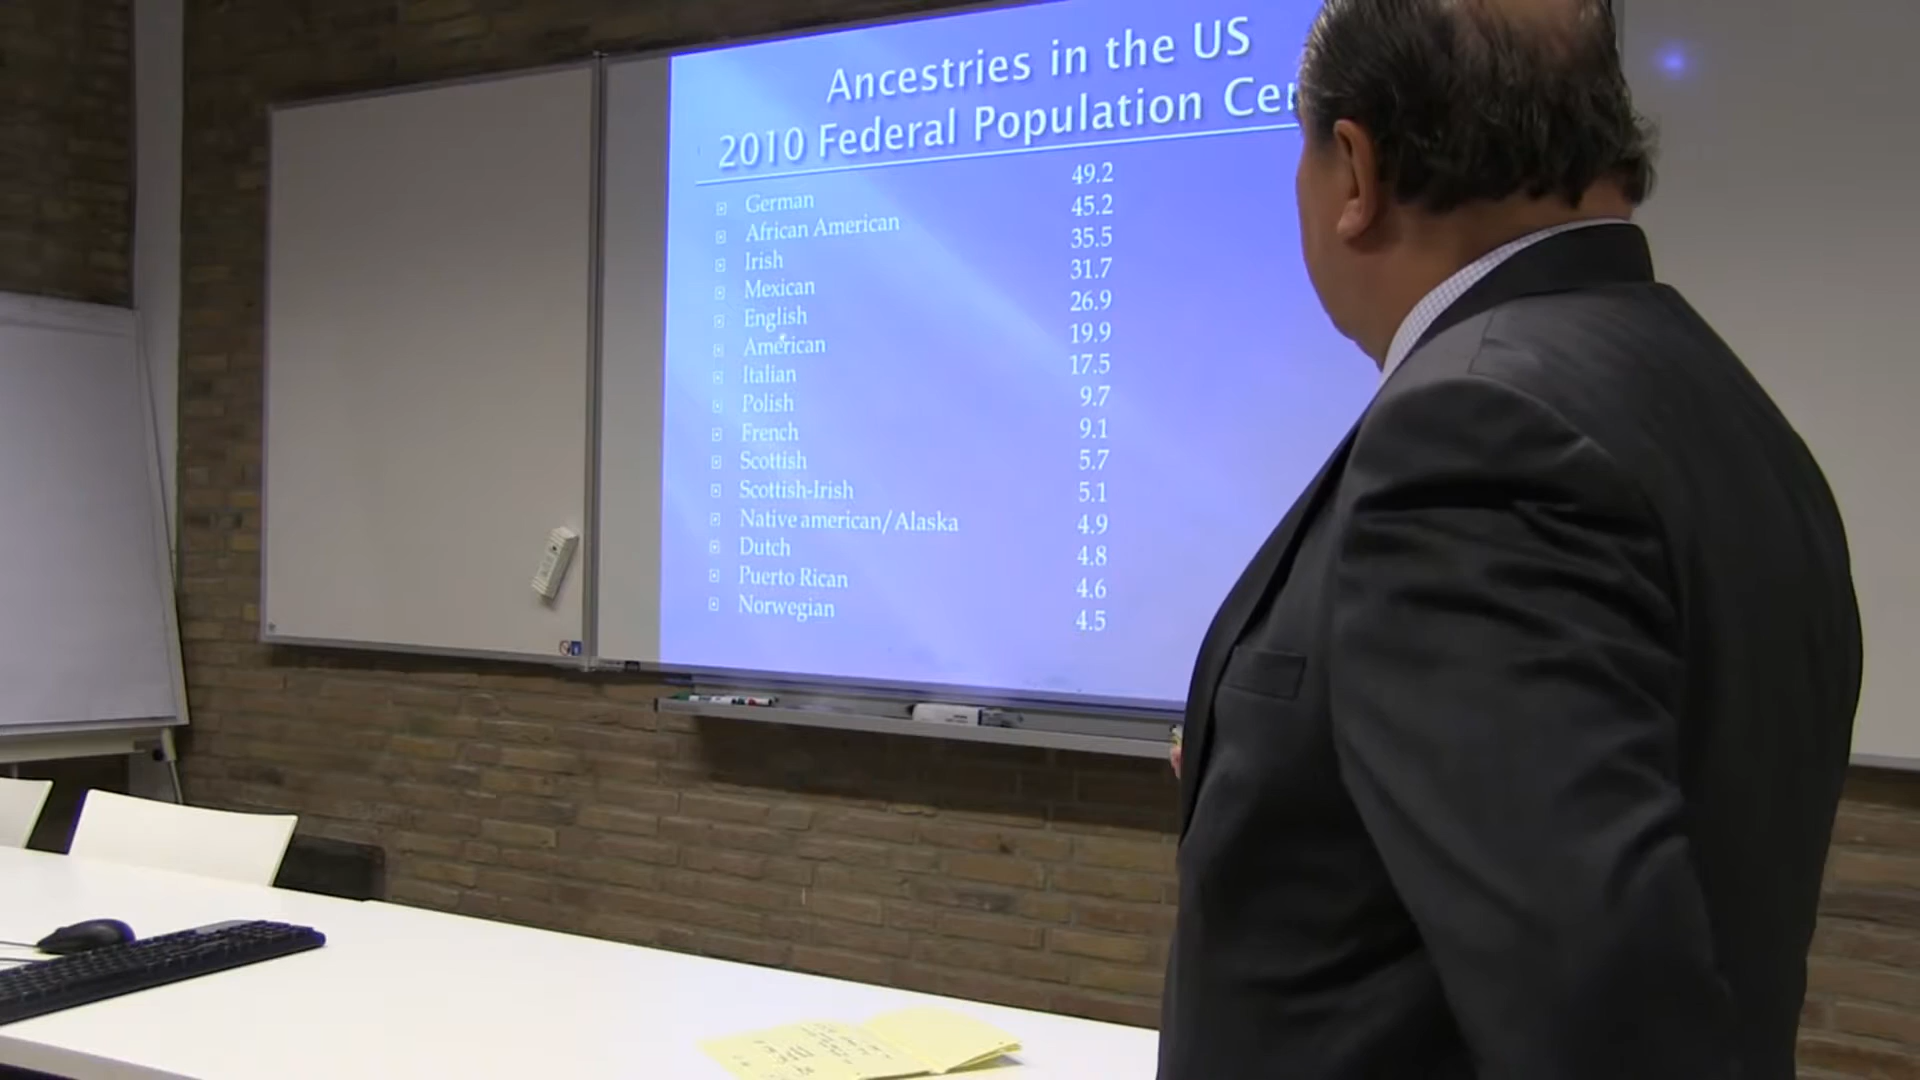 Ancestries in the US
2010 Federal Population Cen
German 49.2
African American 45.2
Irish 35.5
Mexican 31.7
English 26.9
American 19.9
Italian 17.5
Polish 9.7
French 9.1
Scottish 5.7
Scottish-Irish 5.1
Native american/Alaska 4.9
Dutch 4.8
Puerto Rican 4.6
Norwegian 4.5